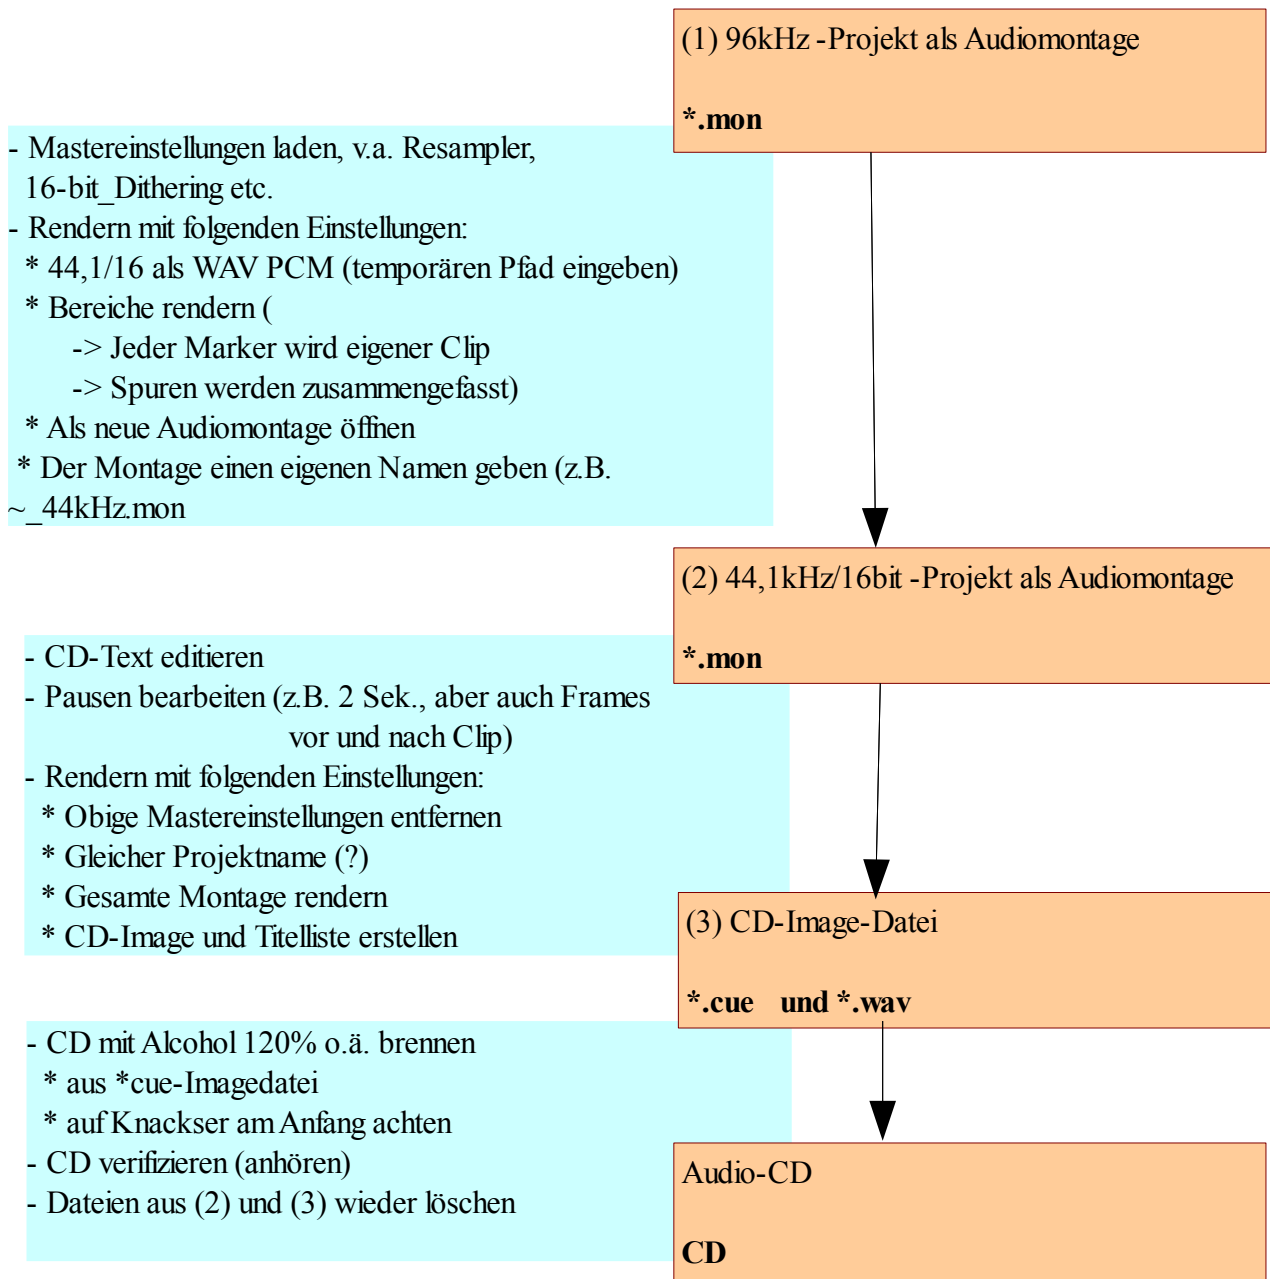 (1) 96kHz -Projekt als Audiomontage
*.mon
- Mastereinstellungen laden, v.a. Resampler,
16-bit_Dithering etc.
- Rendern mit folgenden Einstellungen:
* 44,1/16 als WAV PCM (temporären Pfad eingeben)
* Bereiche rendern (
-> Jeder Marker wird eigener Clip
-> Spuren werden zusammengefasst)
* Als neue Audiomontage öffnen
* Der Montage einen eigenen Namen geben (z.B.
~_44kHz.mon
(2) 44,1kHz/16bit -Projekt als Audiomontage
*.mon
- CD-Text editieren
- Pausen bearbeiten (z.B. 2 Sek., aber auch Frames
vor und nach Clip)
- Rendern mit folgenden Einstellungen:
* Obige Mastereinstellungen entfernen
* Gleicher Projektname (?)
* Gesamte Montage rendern
* CD-Image und Titelliste erstellen
(3) CD-Image-Datei
*.cue und *.wav
- CD mit Alcohol 120% o.ä. brennen
* aus *cue-Imagedatei
* auf Knackser am Anfang achten
- CD verifizieren (anhören)
- Dateien aus (2) und (3) wieder löschen
Audio-CD
CD